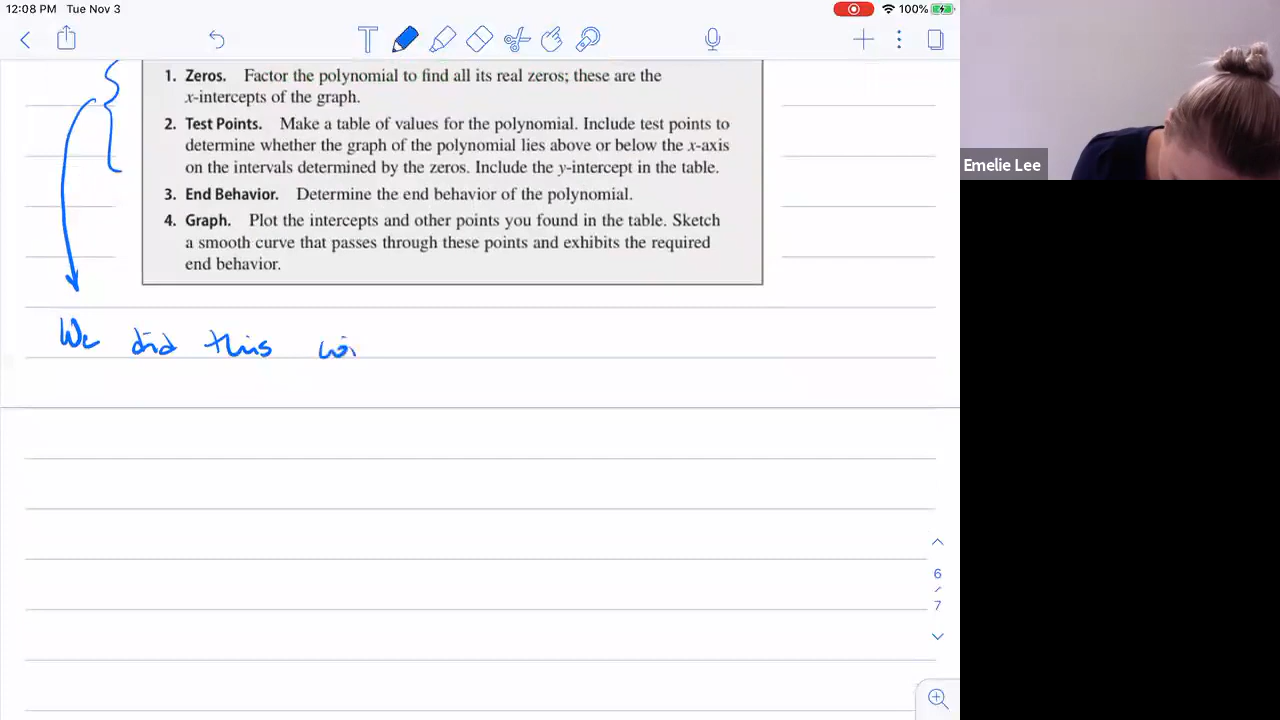 12:08 PM Tue Nov 3
100%
1. Zeros. Factor the polynomial to find all its real zeros; these are the
x-intercepts of the graph.
2. Test Points. Make a table of values for the polynomial. Include test points to
determine whether the graph of the polynomial lies above or below the x-axis
on the intervals determined by the zeros. Include the y-intercept in the table.
3. End Behavior. Determine the end behavior of the polynomial.
4. Graph. Plot the intercepts and other points you found in the table. Sketch
a smooth curve that passes through these points and exhibits the required
end behavior.
We did this wi
6
/
7
Emelie Lee